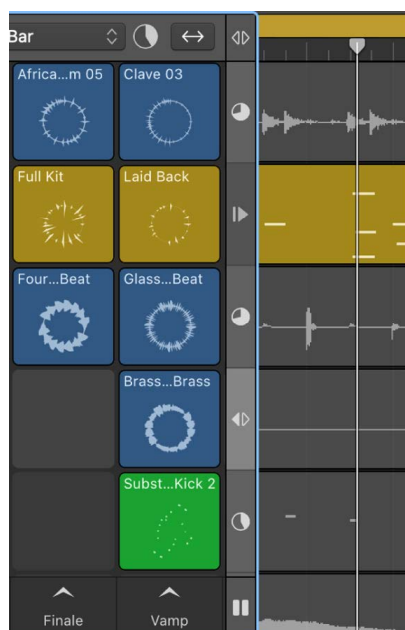 Bar
Africa...m 05
Clave 03
Full Kit
Laid Back
Four...Beat
Glass...Beat
Brass...Brass
Subst...Kick 2
Finale
Vamp